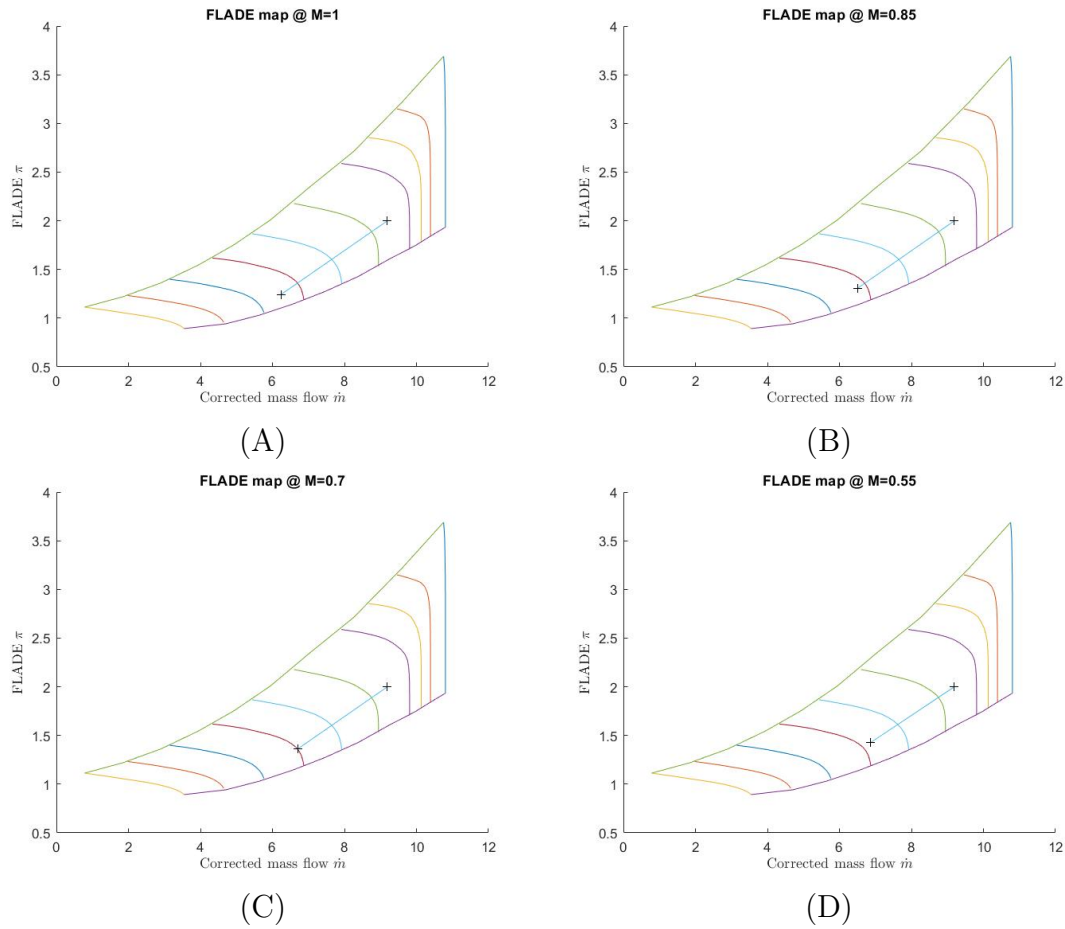 FLADE map @ M=1
4
3.5
3
2.5
2
1.5
1
0.5
FLADE π
0 2 4 6 8 10 12
Corrected mass flow ṁ
(A)
FLADE map @ M=0.85
4
3.5
3
2.5
2
1.5
1
0.5
FLADE π
0 2 4 6 8 10 12
Corrected mass flow ṁ
(B)
FLADE map @ M=0.7
4
3.5
3
2.5
2
1.5
1
0.5
FLADE π
0 2 4 6 8 10 12
Corrected mass flow ṁ
(C)
FLADE map @ M=0.55
4
3.5
3
2.5
2
1.5
1
0.5
FLADE π
0 2 4 6 8 10 12
Corrected mass flow ṁ
(D)